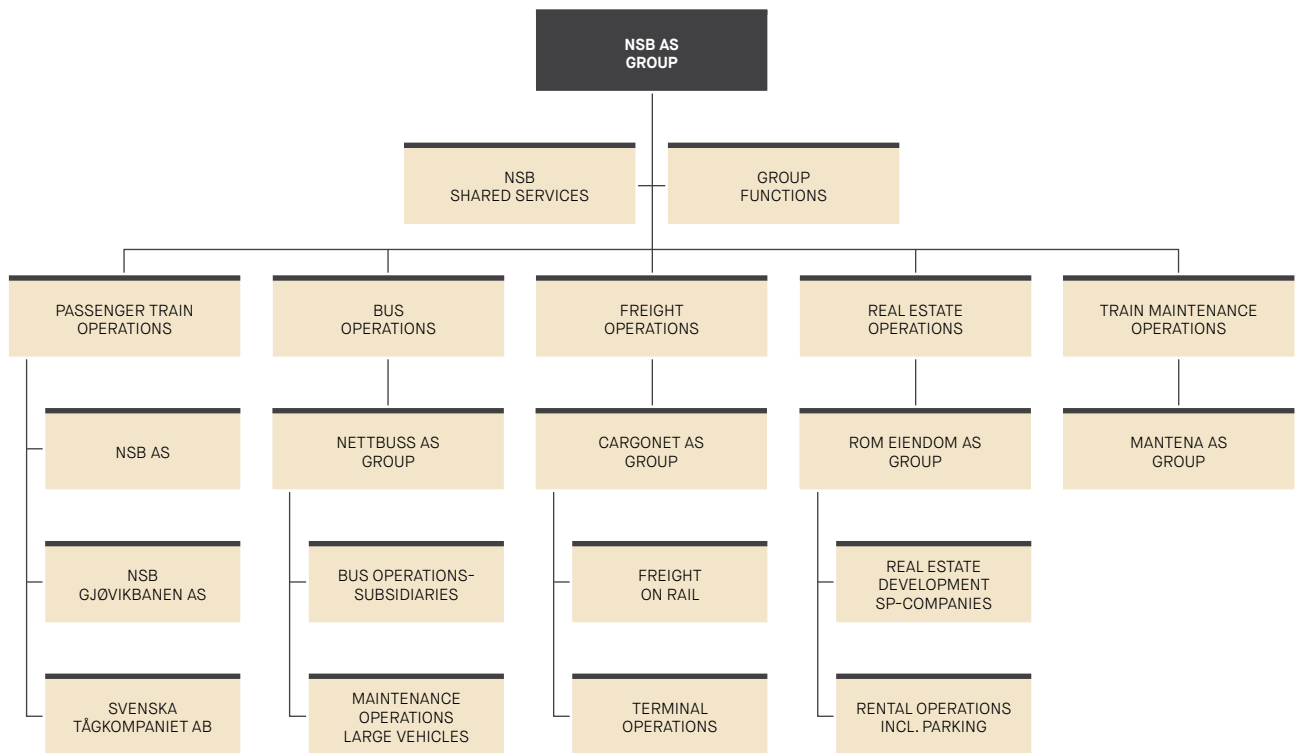 NSB AS
GROUP
NSB
SHARED SERVICES
GROUP
FUNCTIONS
PASSENGER TRAIN
OPERATIONS
BUS
OPERATIONS
FREIGHT
OPERATIONS
REAL ESTATE
OPERATIONS
TRAIN MAINTENANCE
OPERATIONS
NSB AS
NETTBUSS AS
GROUP
CARGONET AS
GROUP
ROM EIENDOM AS
GROUP
MANTENA AS
GROUP
NSB
GJØVIKBANEN AS
BUS OPERATIONS-
SUBSIDIARIES
FREIGHT
ON RAIL
REAL ESTATE
DEVELOPMENT
SP-COMPANIES
SVENSKA
TÅGKOMPANIET AB
MAINTENANCE
OPERATIONS
LARGE VEHICLES
TERMINAL
OPERATIONS
RENTAL OPERATIONS
INCL. PARKING